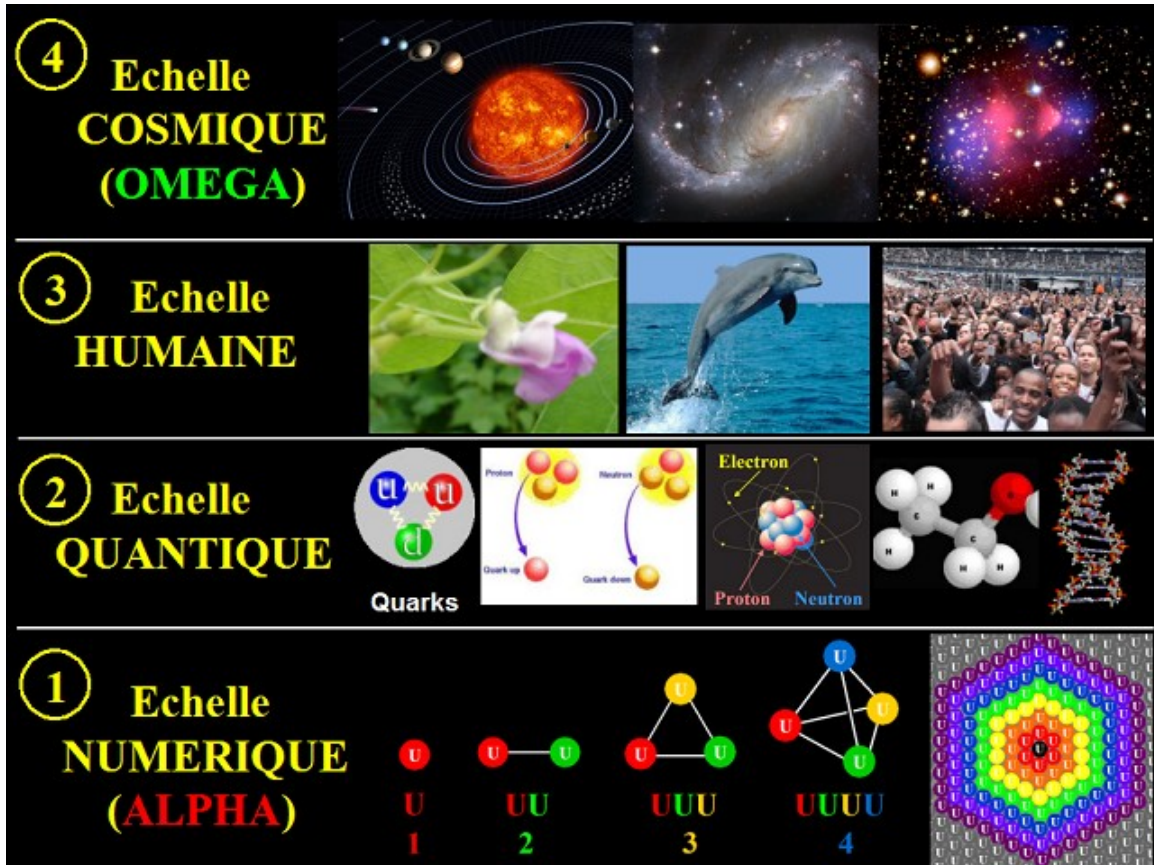 4
Echelle
COSMIQUE
(OMEGA)
3
Echelle
HUMAINE
2
Echelle
QUANTIQUE
u
u
d
Quarks
Proton
Quark up
Neutron
Quark down
Electron
Proton
Neutron
H
H
C
C
H
H
1
Echelle
NUMERIQUE
(ALPHA)
U
U
U
U
U
U
U
U
U
U
U
UU
UUU
UUUU
1
2
3
4